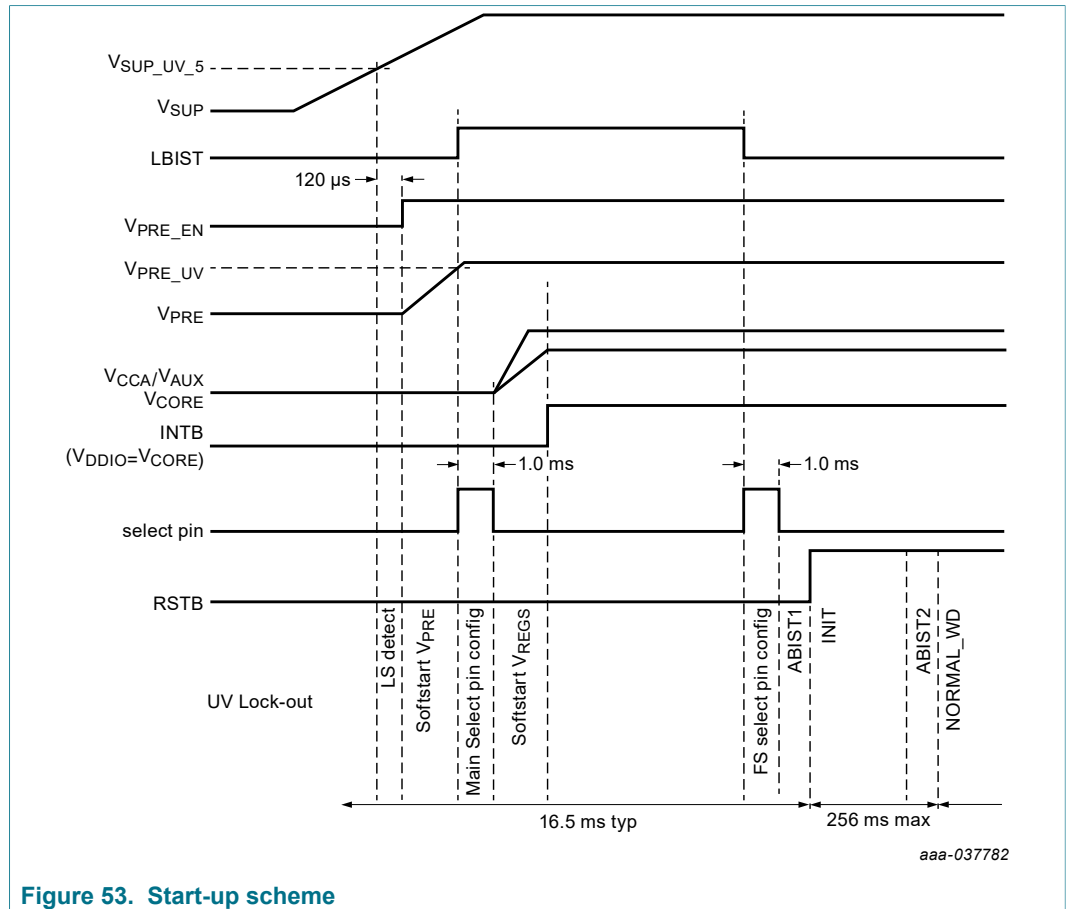 VSUP_UV_5
VSUP
LBIST
120 µs
VPRE_EN
VPRE_UV
VPRE
VCCA/VAUX
VCORE
INTB
(VDDIO=VCORE)
1.0 ms
1.0 ms
select pin
RSTB
UV Lock-out
LS detect
Softstart VPRE
Main Select pin config
Softstart VREGS
FS select pin config
ABIST1
INIT
ABIST2
NORMAL_WD
16.5 ms typ
256 ms max
aaa-037782
Figure 53. Start-up scheme